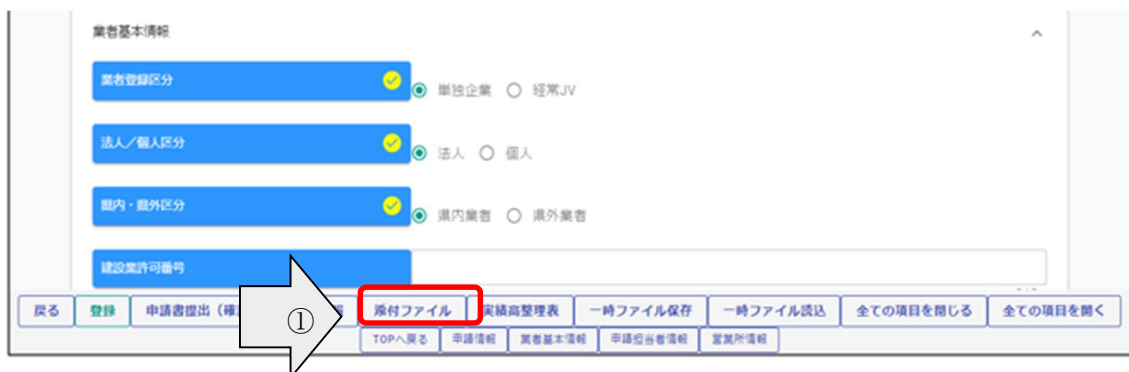 業者基本情報
業者登録区分 単独企業 経常JV
法人／個人区分 法人 個人
県内・県外区分 県内業者 県外業者
建設業許可番号
戻る 登録 申請書提出（確 添付ファイル 実績高整理表 一時ファイル保存 一時ファイル読込 全ての項目を閉じる 全ての項目を開く
①
TOPへ戻る 申請情報 業者基本情報 申請担当者情報 営業所情報